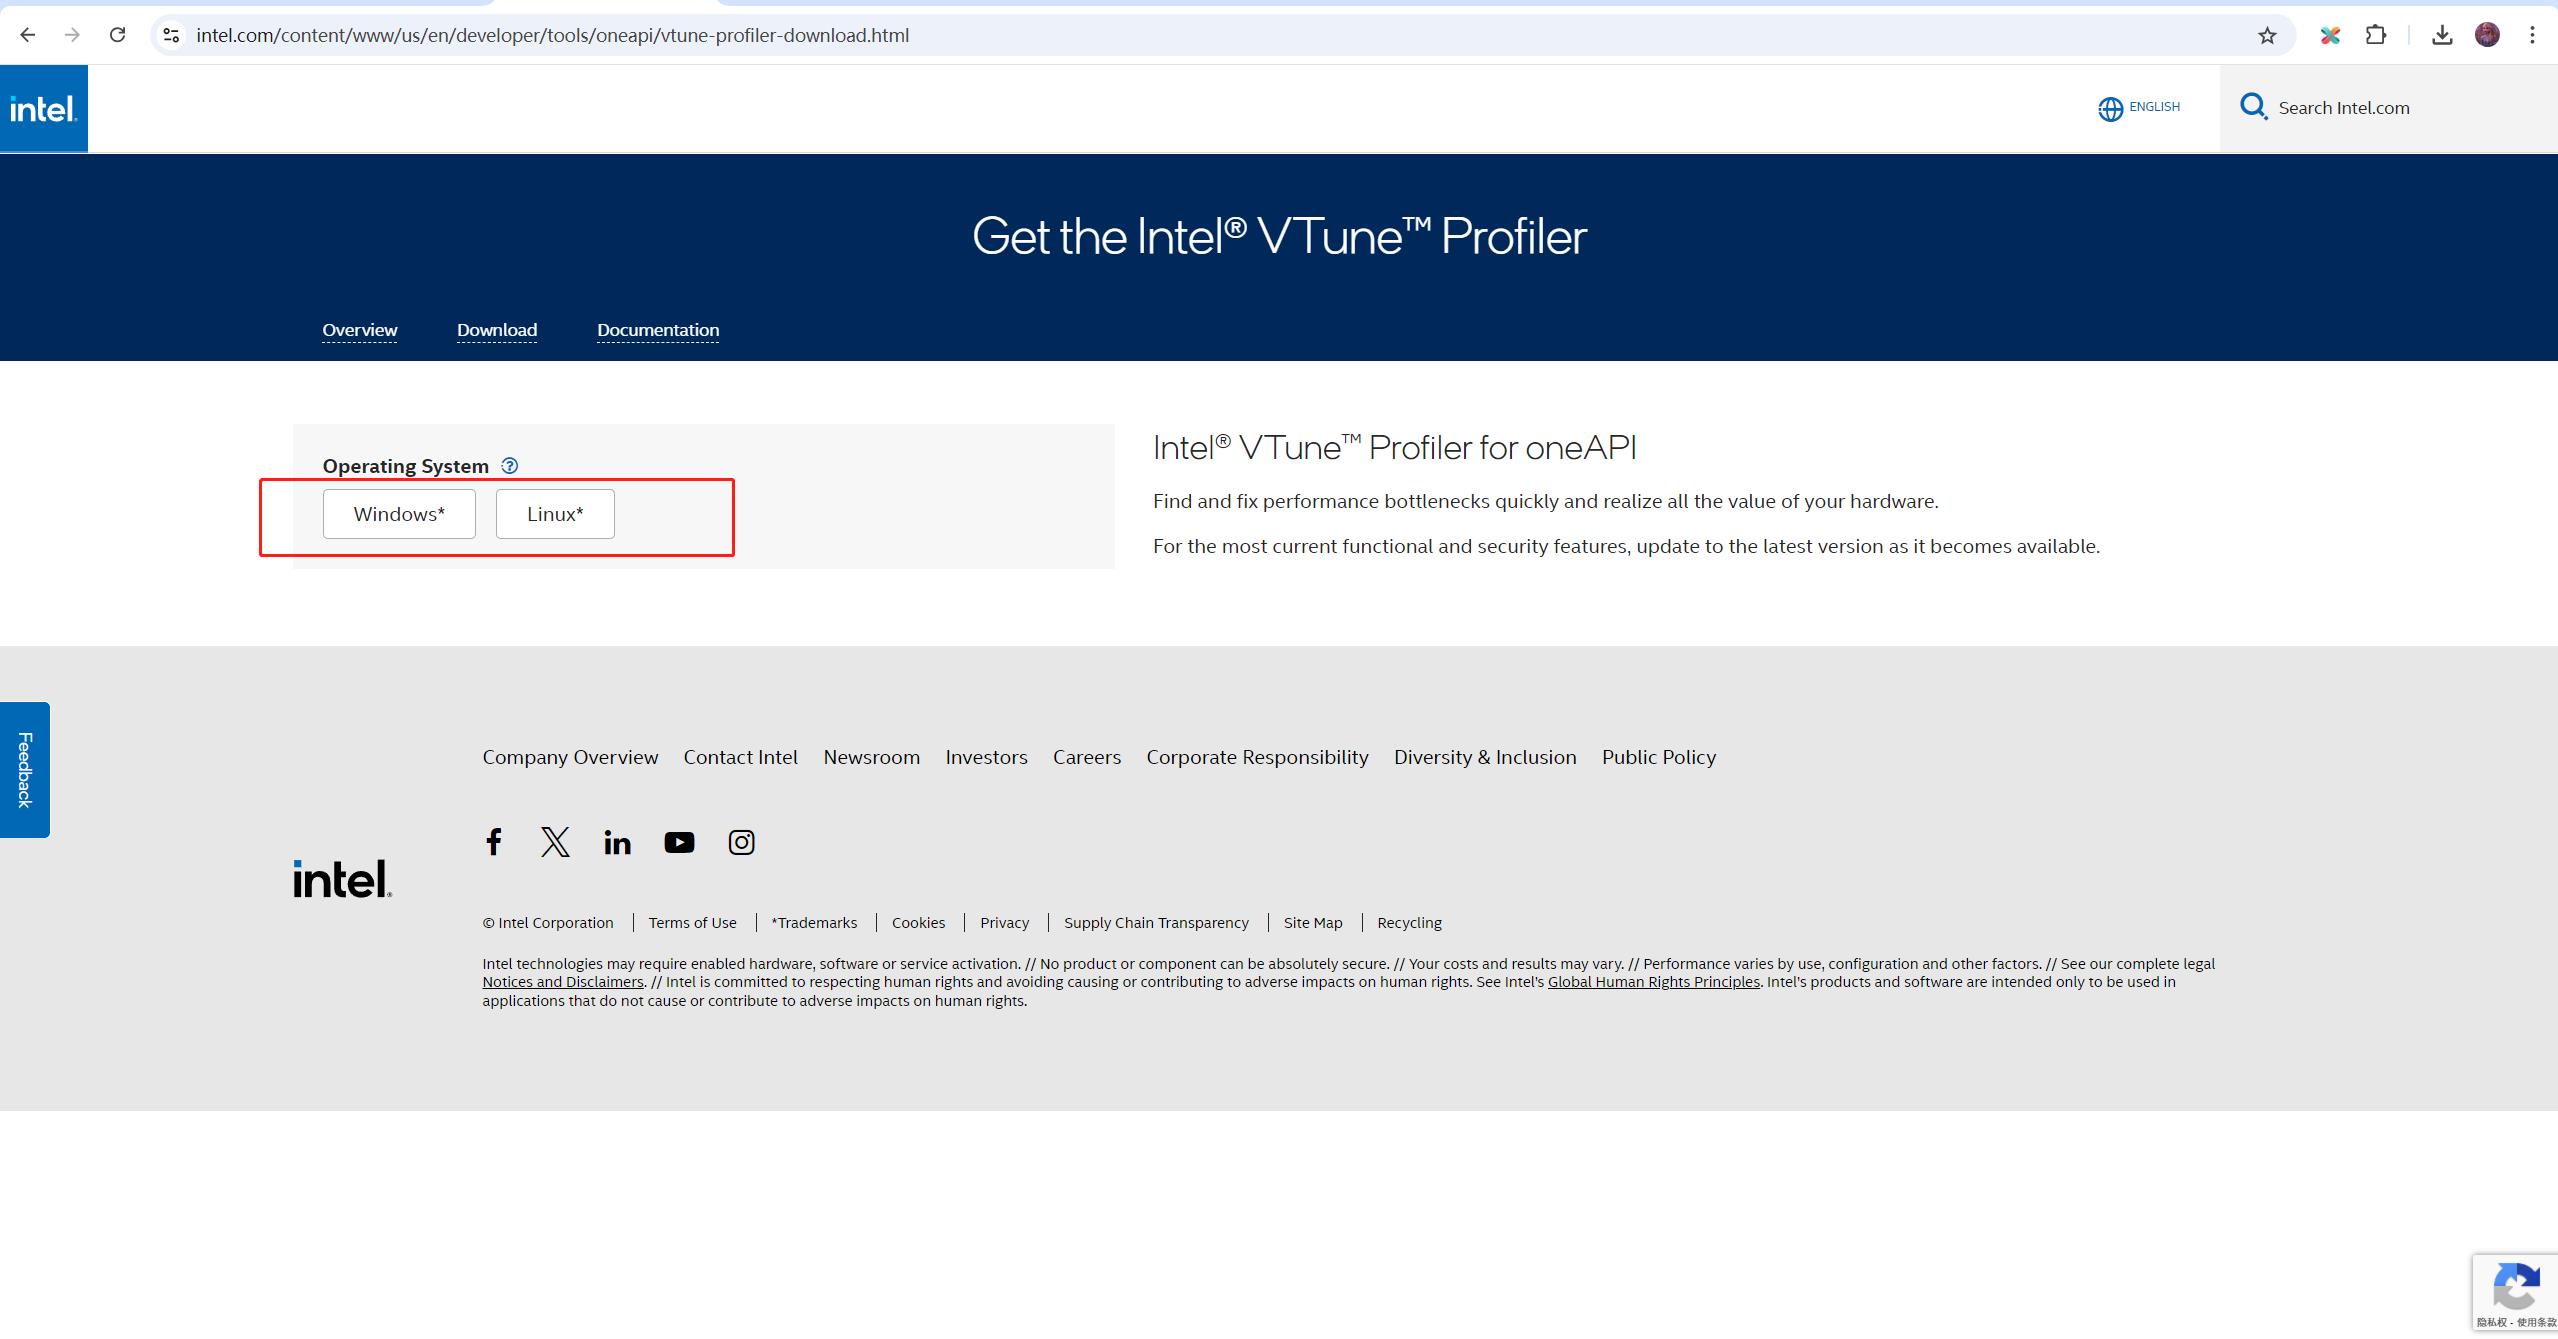 intel.com/content/www/us/en/developer/tools/oneapi/vtune-profiler-download.html
intel.
ENGLISH
Search Intel.com
Get the Intel® VTune™ Profiler
Overview Download Documentation
Operating System
Windows* Linux*
Intel® VTune™ Profiler for oneAPI
Find and fix performance bottlenecks quickly and realize all the value of your hardware.
For the most current functional and security features, update to the latest version as it becomes available.
Feedback
Company Overview Contact Intel Newsroom Investors Careers Corporate Responsibility Diversity & Inclusion Public Policy
intel.
© Intel Corporation Terms of Use *Trademarks Cookies Privacy Supply Chain Transparency Site Map Recycling
Intel technologies may require enabled hardware, software or service activation. // No product or component can be absolutely secure. // Your costs and results may vary. // Performance varies by use, configuration and other factors. // See our complete legal
Notices and Disclaimers. // Intel is committed to respecting human rights and avoiding causing or contributing to adverse impacts on human rights. See Intel's Global Human Rights Principles. Intel's products and software are intended only to be used in
applications that do not cause or contribute to adverse impacts on human rights.
隐私权 - 使用条款